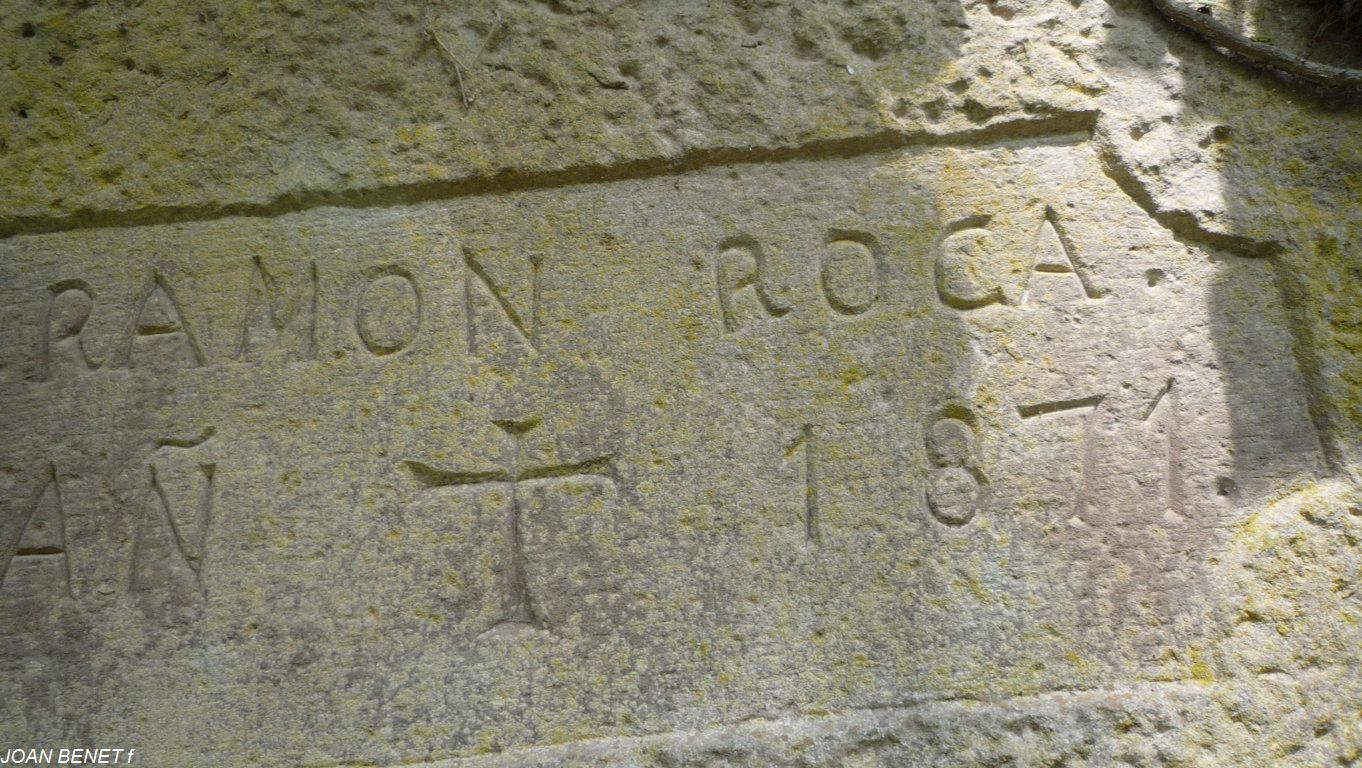 RAMON ROCA.
AÑ 1871.
JOAN BENET f